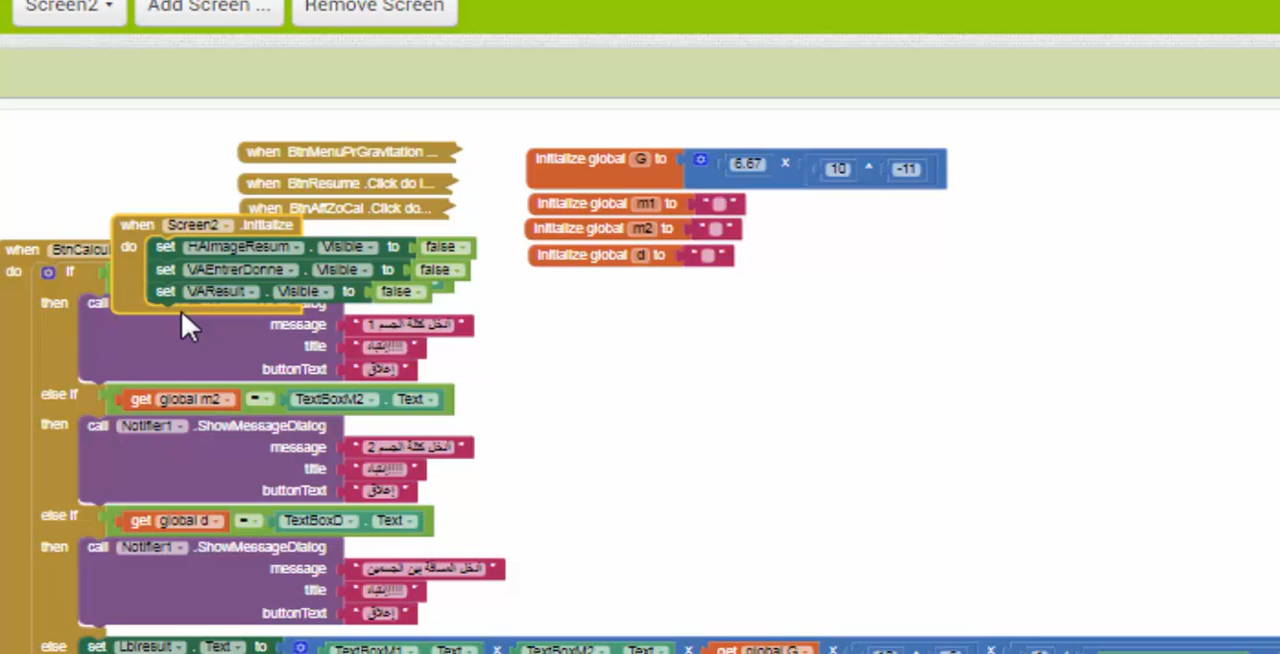 Screen2 Add Screen ... Remove Screen
when BtnMenuPrGravitation ...
when BtnResume .Click do i...
when BtnAffZoCal .Click do...
Initialize global G to 6.67 x 10 ^ -11
Initialize global m1 to " "
Initialize global m2 to " "
Initialize global d to " "
when Screen2 .Initialize
do set HAImageResum . Visible to false
set VAEntrerDonne . Visible to false
set VAResult . Visible to false
when BtnCalcul
do if
then call
message " ادخل كتلة الجسم 1 "
title " إنتباه!!!! "
buttonText " إغلاق "
else if get global m2 = TextBoxM2 . Text
then call Notifier1 .ShowMessageDialog
message " ادخل كتلة الجسم 2 "
title " إنتباه!!!! "
buttonText " إغلاق "
else if get global d = TextBoxD . Text
then call Notifier1 .ShowMessageDialog
message " ادخل المسافة بين الجسمين "
title " إنتباه!!!! "
buttonText " إغلاق "
else set Lblresult . Text to TextBoxM1 . Text x TextBoxM2 . Text x get global G x